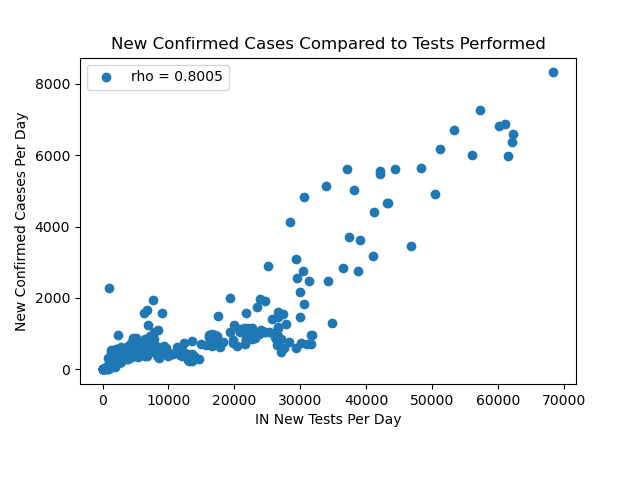 New Confirmed Cases Compared to Tests Performed
rho = 0.8005
New Confirmed Caeses Per Day
8000
6000
4000
2000
0
0 10000 20000 30000 40000 50000 60000 70000
IN New Tests Per Day